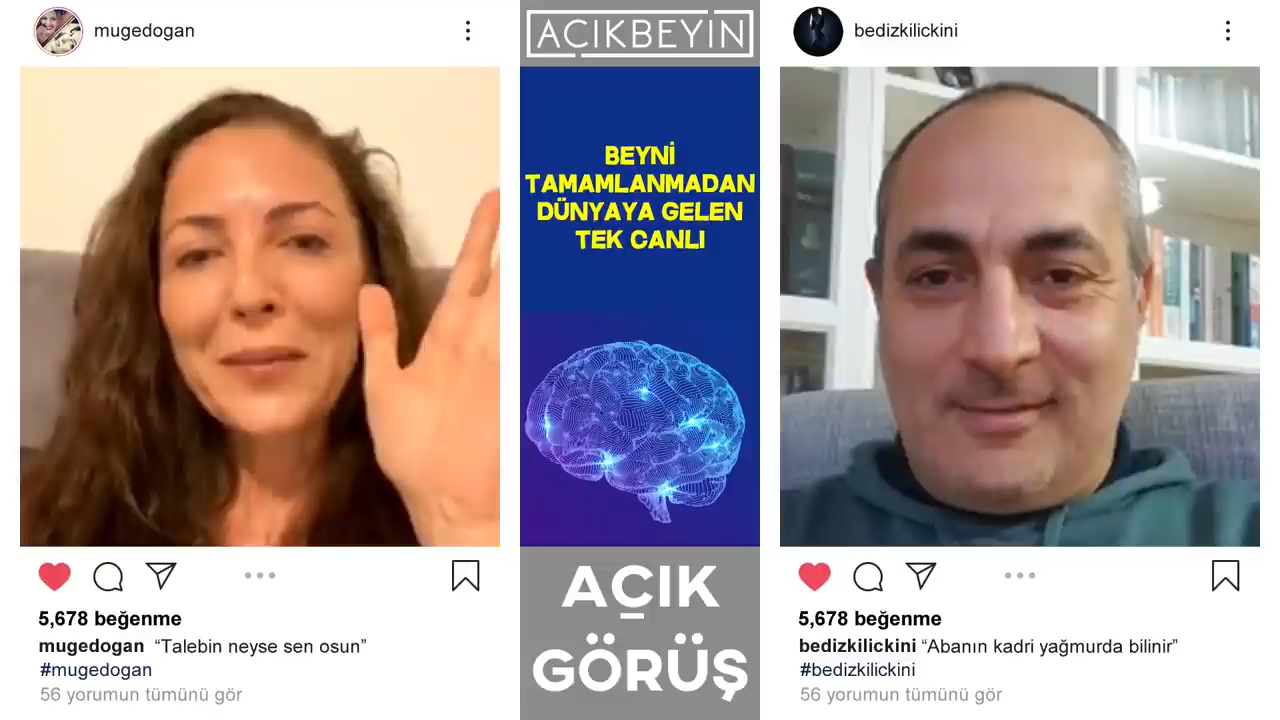 mugedogan
5,678 beğenme
mugedogan “Talebin neyse sen osun”
#mugedogan
56 yorumun tümünü gör
AÇIKBEYİN
BEYNİ
TAMAMLANMADAN
DÜNYAYA GELEN
TEK CANLI
AÇIK
GÖRÜŞ
bedizkilickini
5,678 beğenme
bedizkilickini “Abanın kadri yağmurda bilinir”
#bedizkilickini
56 yorumun tümünü gör